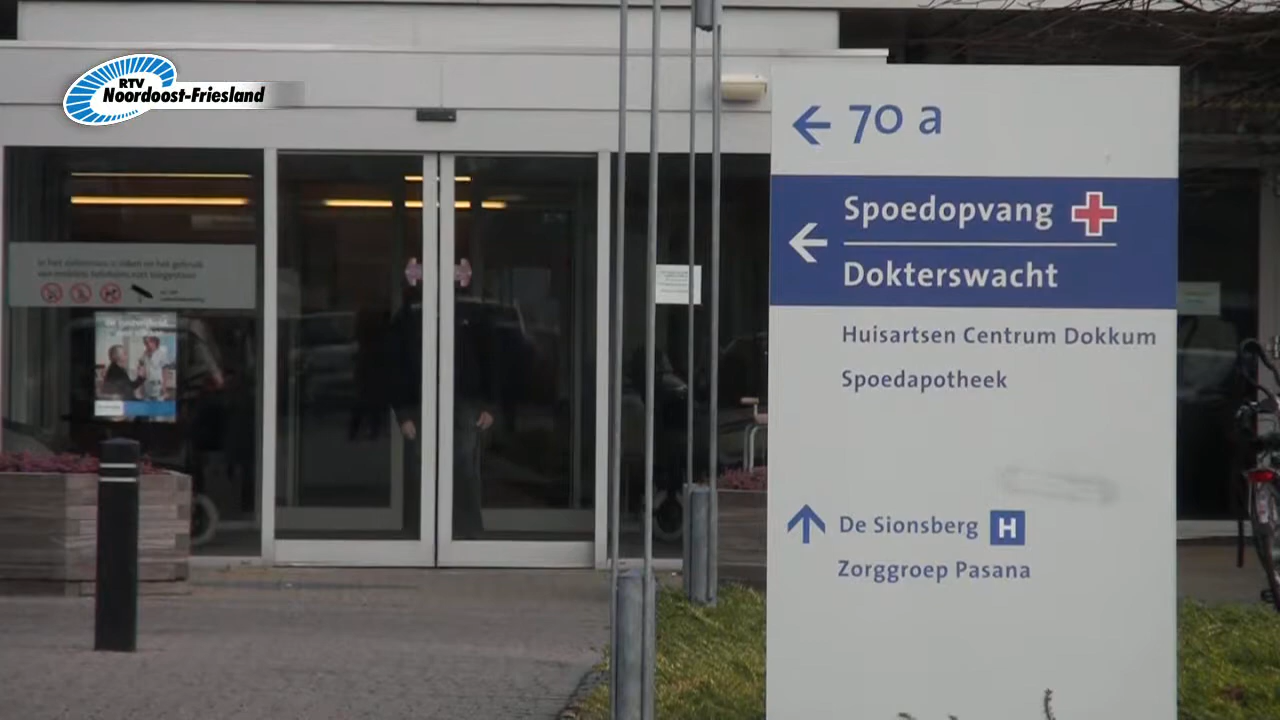 RTV
Noordoost-Friesland
← 70 a
Spoedopvang
← Dokterswacht
Huisartsen Centrum Dokkum
Spoedapotheek
↑ De Sionsberg H
Zorggroep Pasana